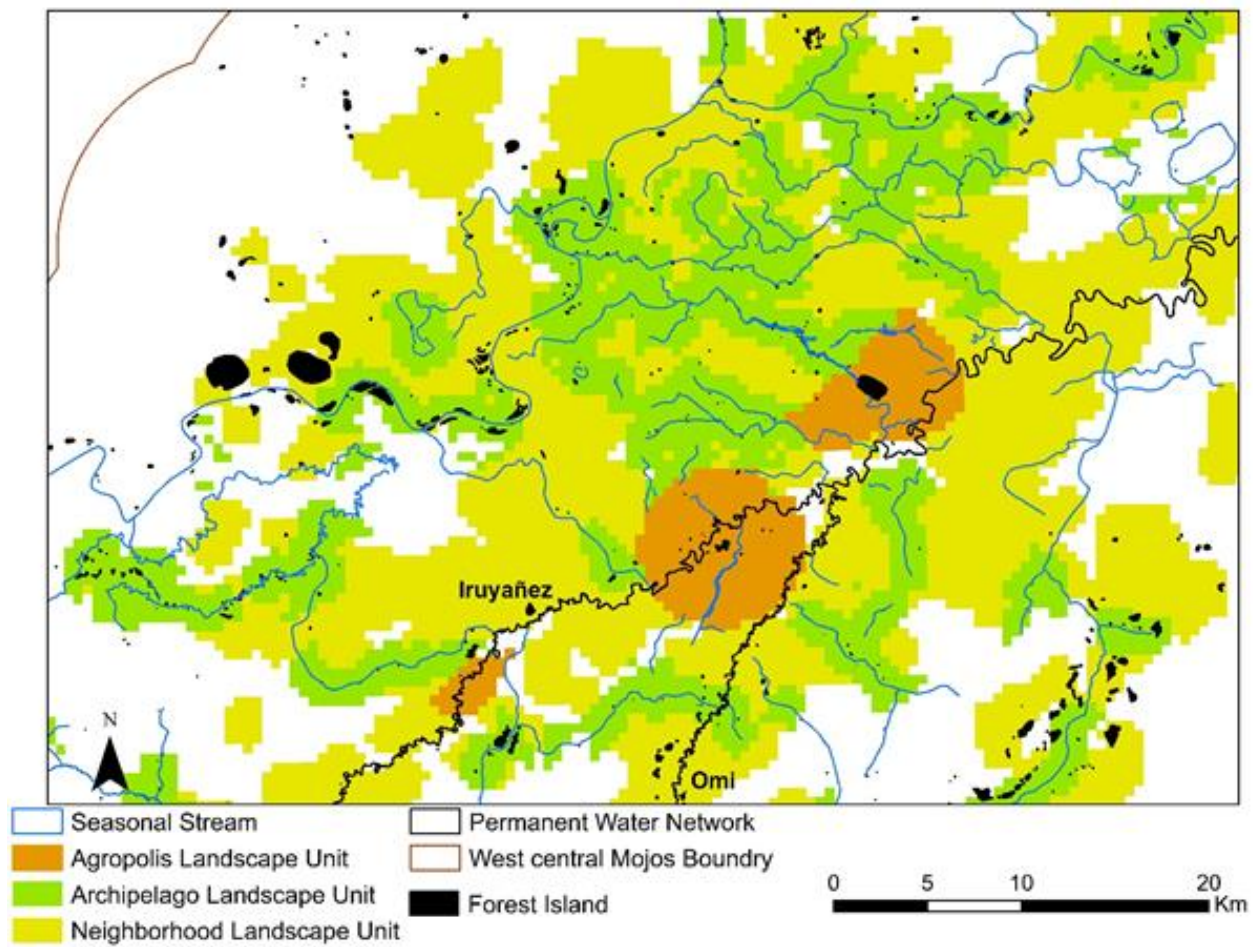 Iruyañez
N
Omi
Seasonal Stream
Permanent Water Network
Agropolis Landscape Unit
West central Mojos Boundry
Archipelago Landscape Unit
Forest Island
Neighborhood Landscape Unit
0 5 10 20
Km